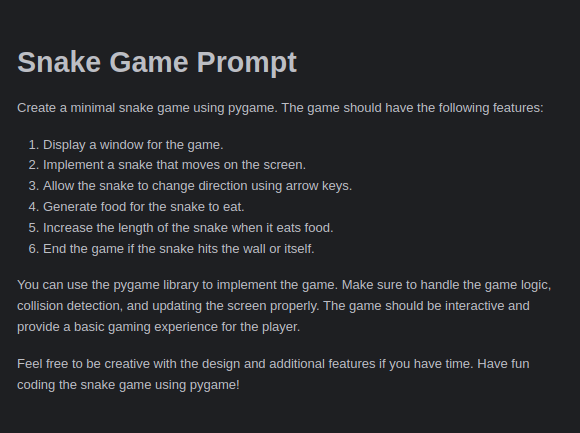 Snake Game Prompt
Create a minimal snake game using pygame. The game should have the following features:
1. Display a window for the game.
2. Implement a snake that moves on the screen.
3. Allow the snake to change direction using arrow keys.
4. Generate food for the snake to eat.
5. Increase the length of the snake when it eats food.
6. End the game if the snake hits the wall or itself.
You can use the pygame library to implement the game. Make sure to handle the game logic,
collision detection, and updating the screen properly. The game should be interactive and
provide a basic gaming experience for the player.
Feel free to be creative with the design and additional features if you have time. Have fun
coding the snake game using pygame!